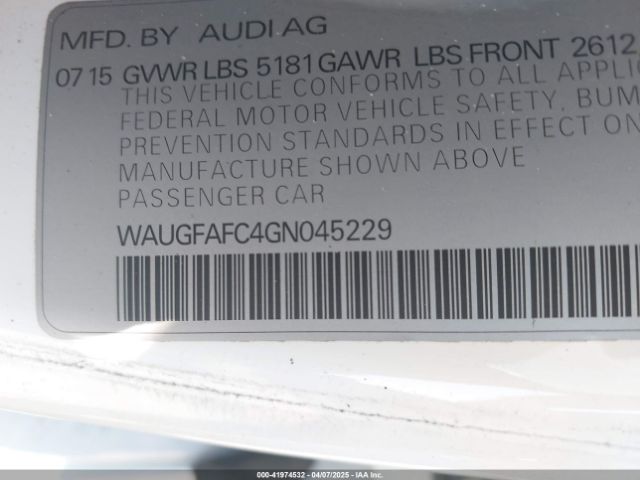 MFD. BY AUDI AG
07 15 GVWR LBS 5181 GAWR LBS FRONT 2612
THIS VEHICLE CONFORMS TO ALL APPLIC
FEDERAL MOTOR VEHICLE SAFETY, BUM
PREVENTION STANDARDS IN EFFECT ON
MANUFACTURE SHOWN ABOVE
PASSENGER CAR
WAUGFAFC4GN045229
000-41974532 | 04/07/2025 | IAAI.COM